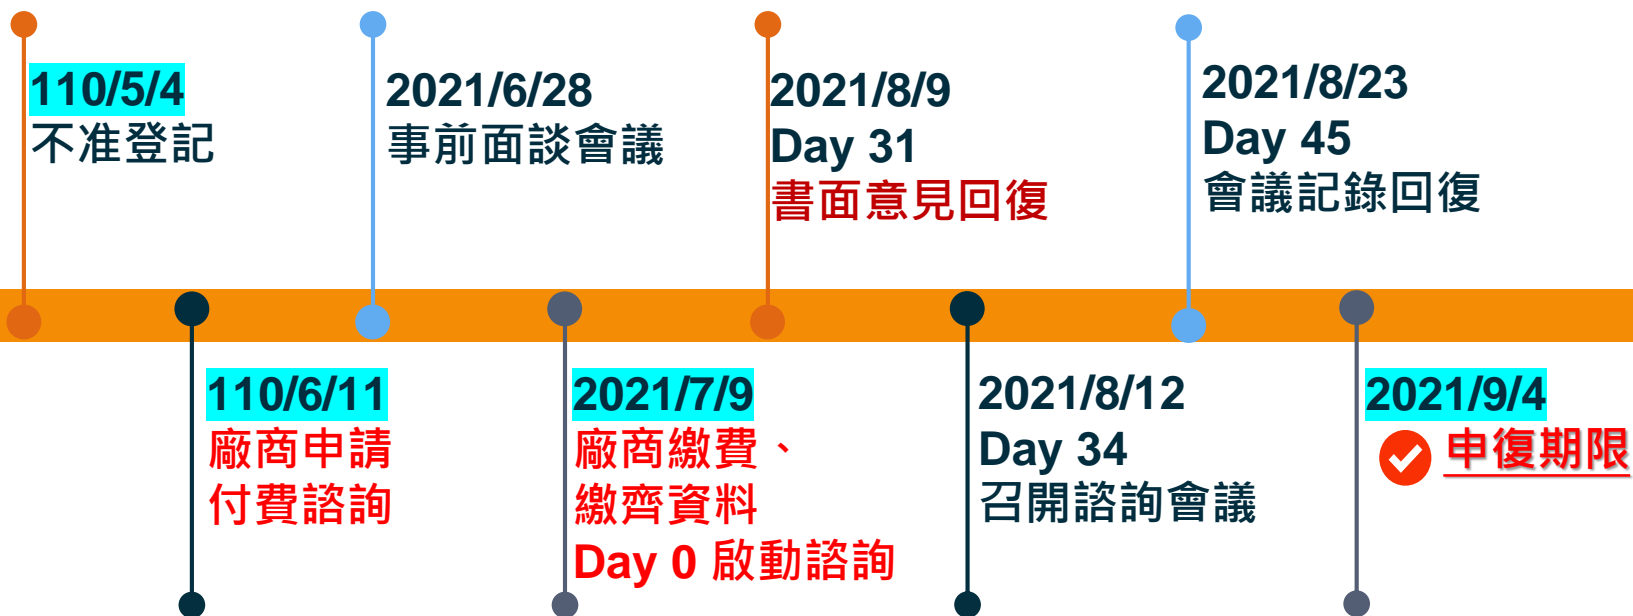 110/5/4
不准登記
110/6/11
廠商申請
付費諮詢
2021/6/28
事前面談會議
2021/7/9
廠商繳費、
繳齊資料
Day 0 啟動諮詢
2021/8/9
Day 31
書面意見回復
2021/8/12
Day 34
召開諮詢會議
2021/8/23
Day 45
會議記錄回復
2021/9/4
申復期限